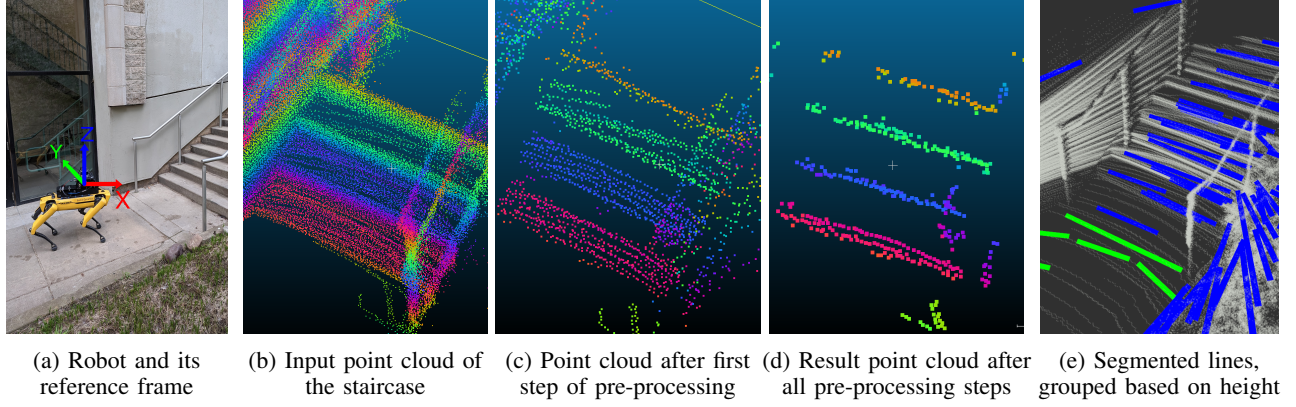 Z
Y
X
(a) Robot and its
reference frame
(b) Input point cloud of
the staircase
(c) Point cloud after first
step of pre-processing
(d) Result point cloud after
all pre-processing steps
(e) Segmented lines,
grouped based on height